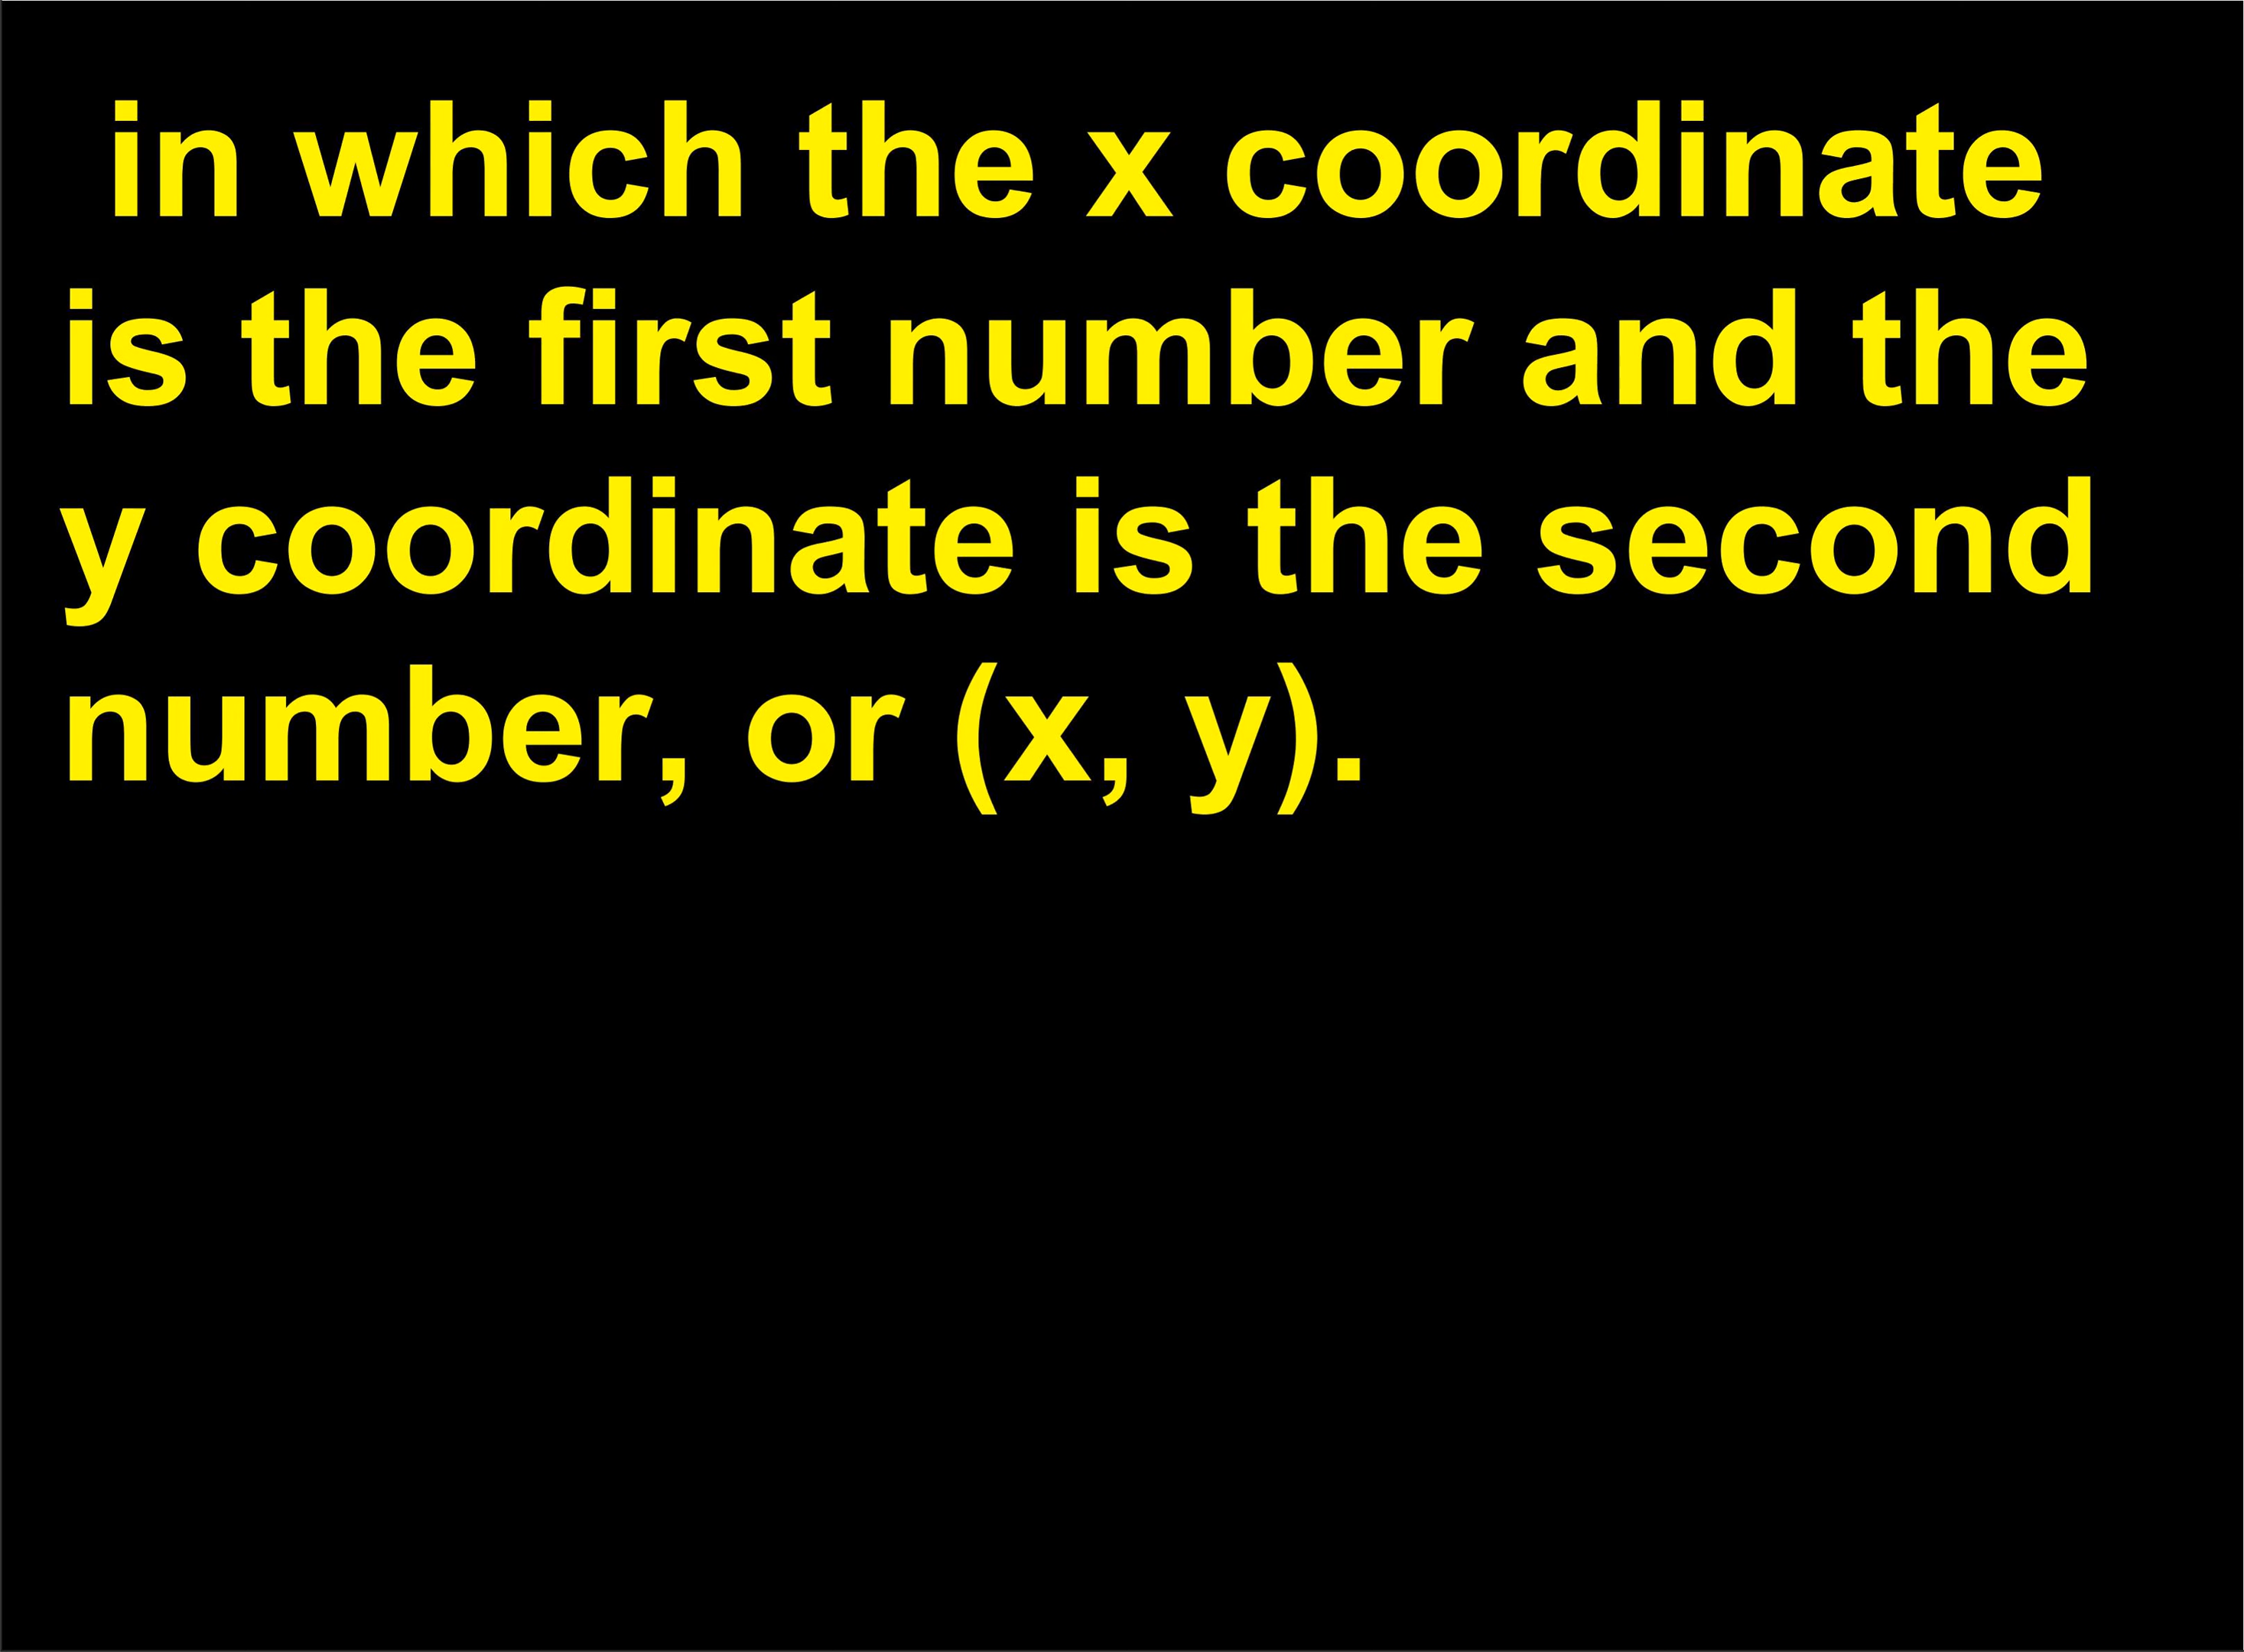 in which the x coordinate
is the first number and the
y coordinate is the second
number, or (x, y).